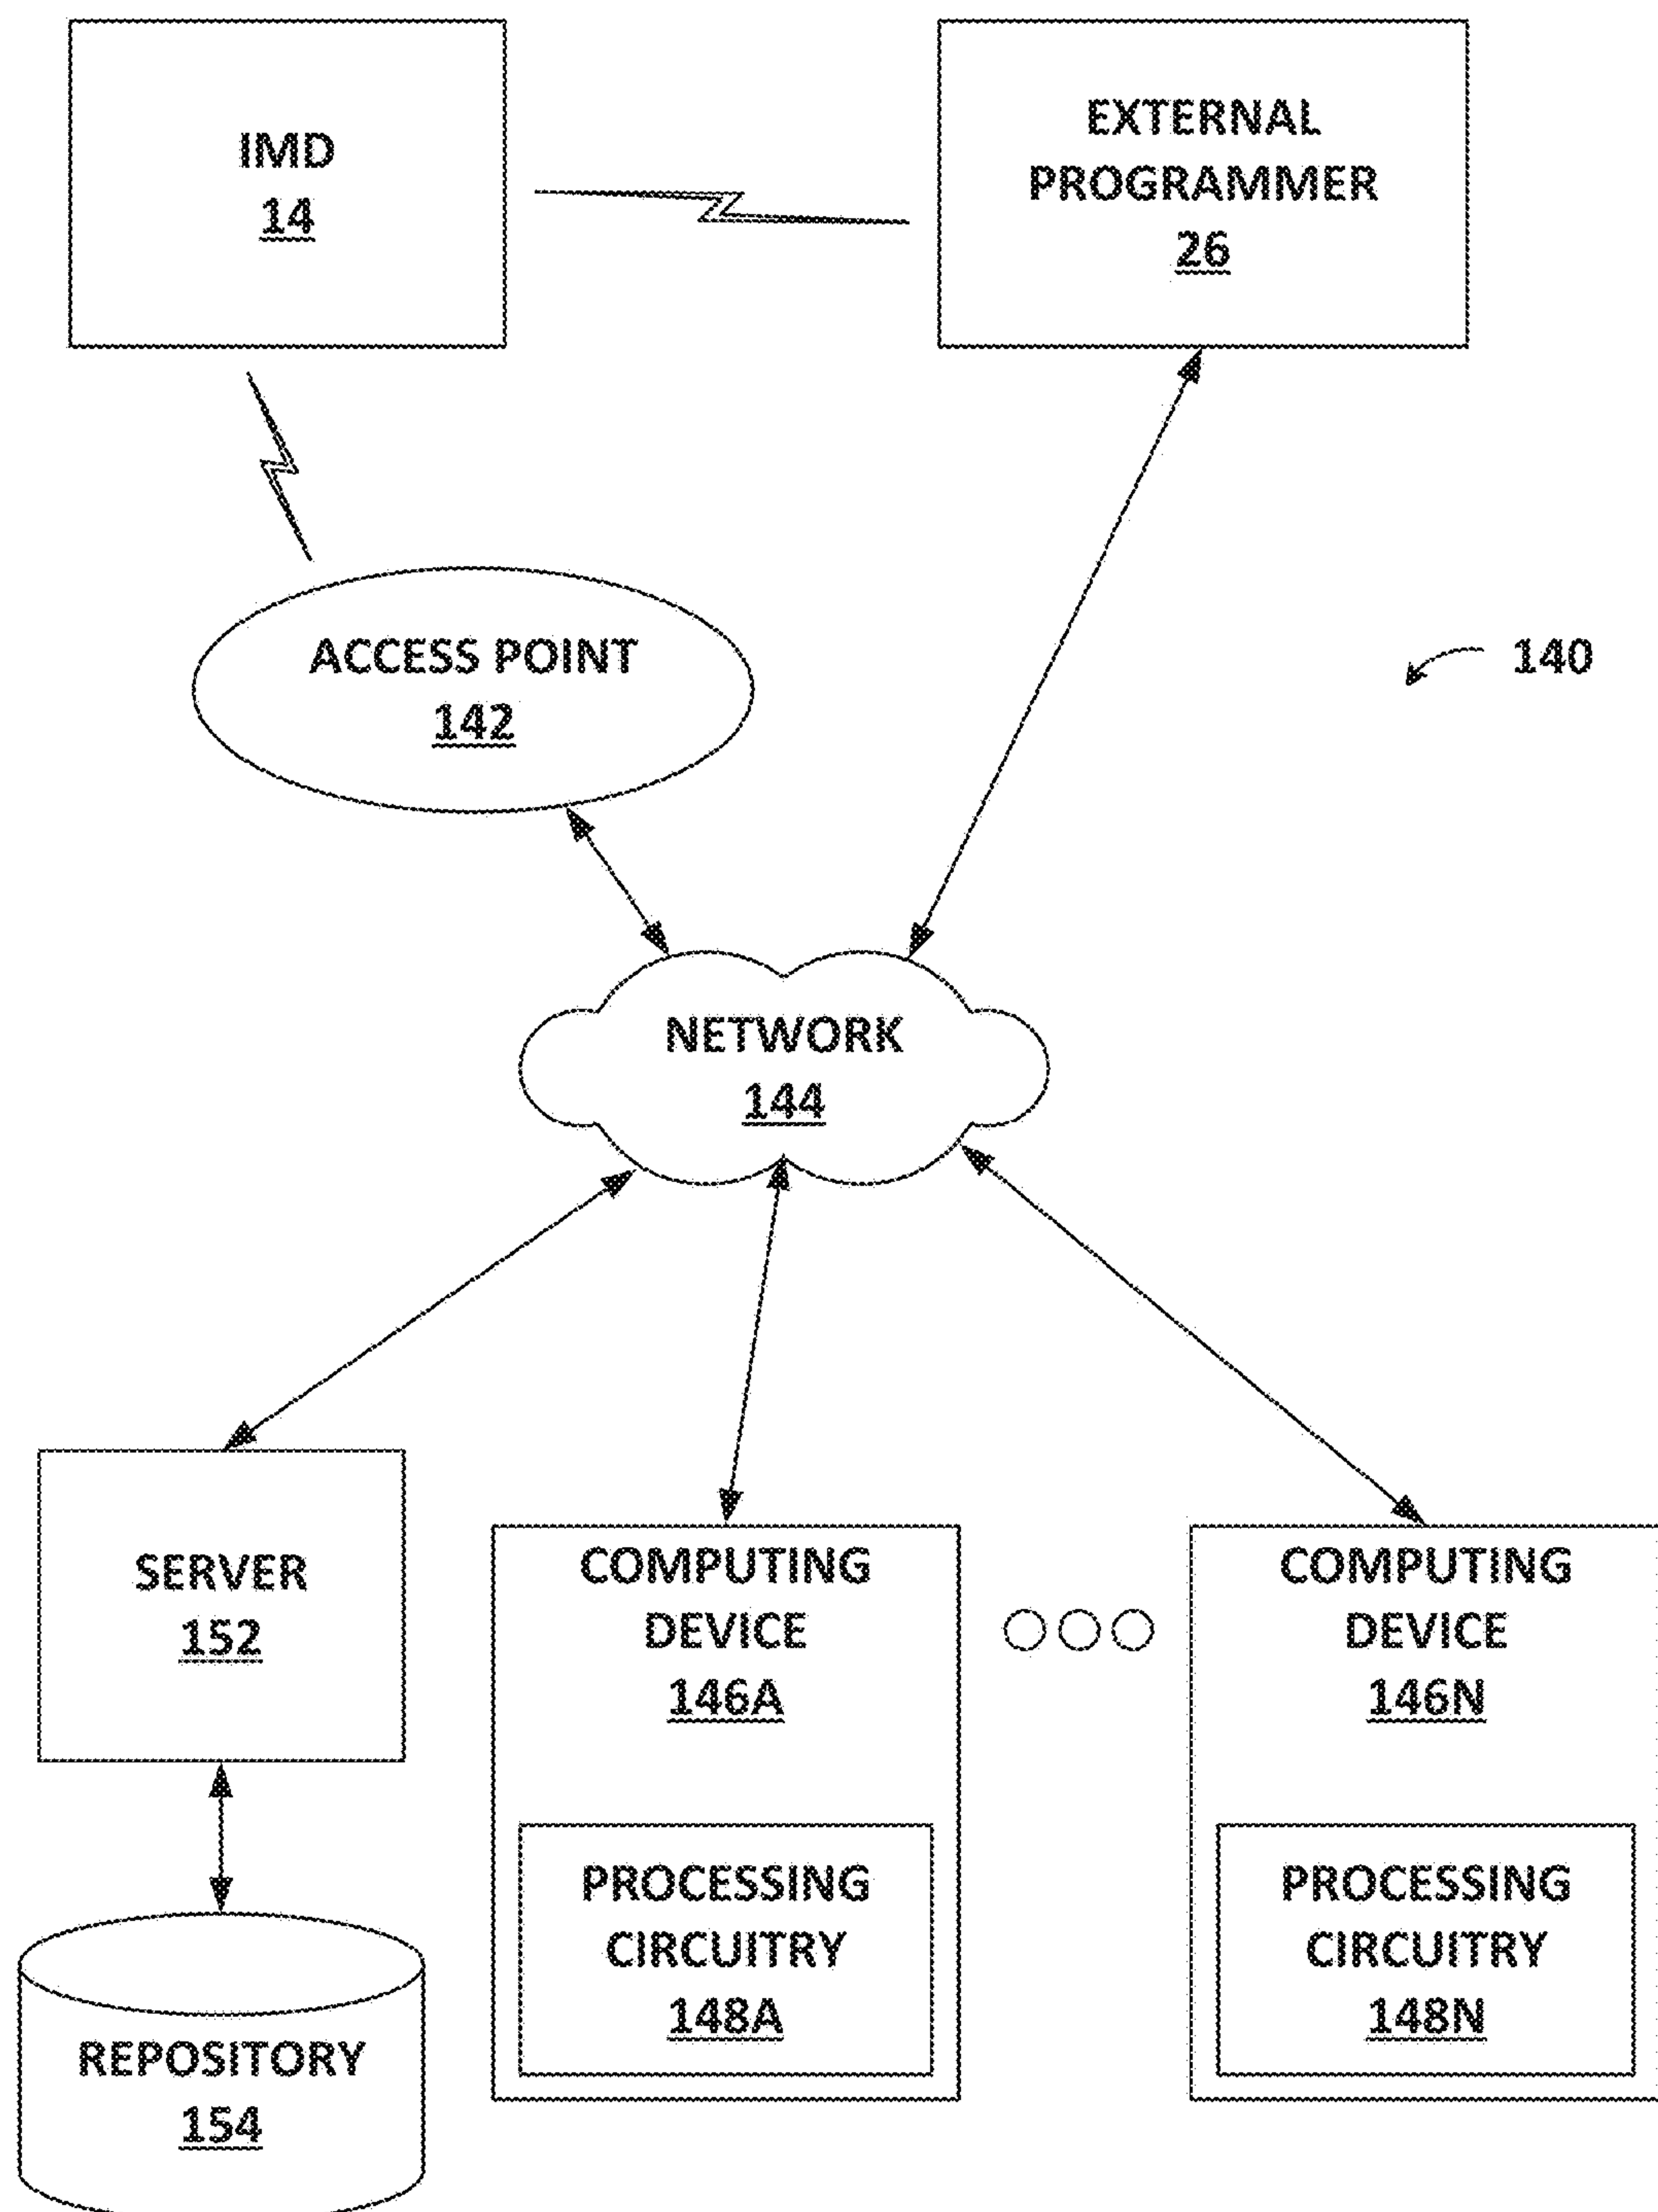 IMD
14
EXTERNAL
PROGRAMMER
26
ACCESS POINT
142
140
NETWORK
144
SERVER
152
COMPUTING
DEVICE
146A
COMPUTING
DEVICE
146N
PROCESSING
CIRCUITRY
148A
PROCESSING
CIRCUITRY
148N
REPOSITORY
154